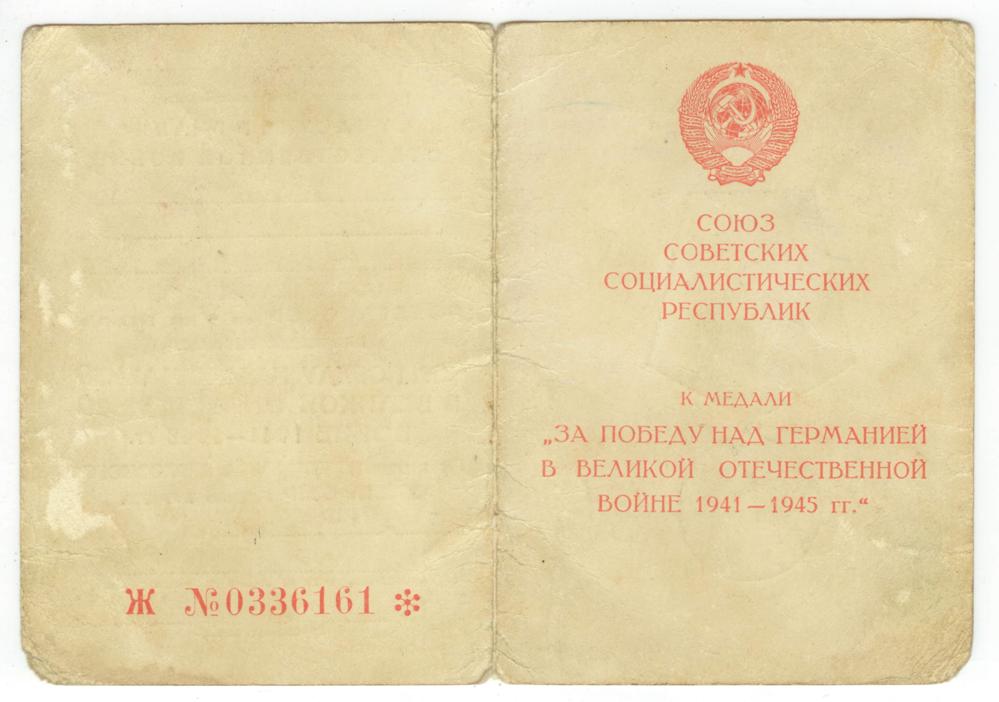 Ж №0336161
СОЮЗ
СОВЕТСКИХ
СОЦИАЛИСТИЧЕСКИХ
РЕСПУБЛИК
К МЕДАЛИ
„ЗА ПОБЕДУ НАД ГЕРМАНИЕЙ
В ВЕЛИКОЙ ОТЕЧЕСТВЕННОЙ
ВОЙНЕ 1941—1945 гг.“